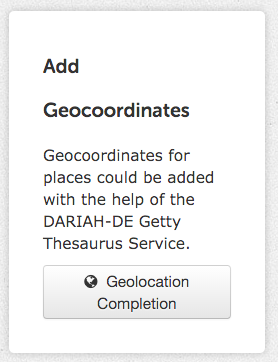 Add
Geocoordinates
Geocoordinates for
places could be added
with the help of the
DARIAH-DE Getty
Thesaurus Service.
Geolocation
Completion